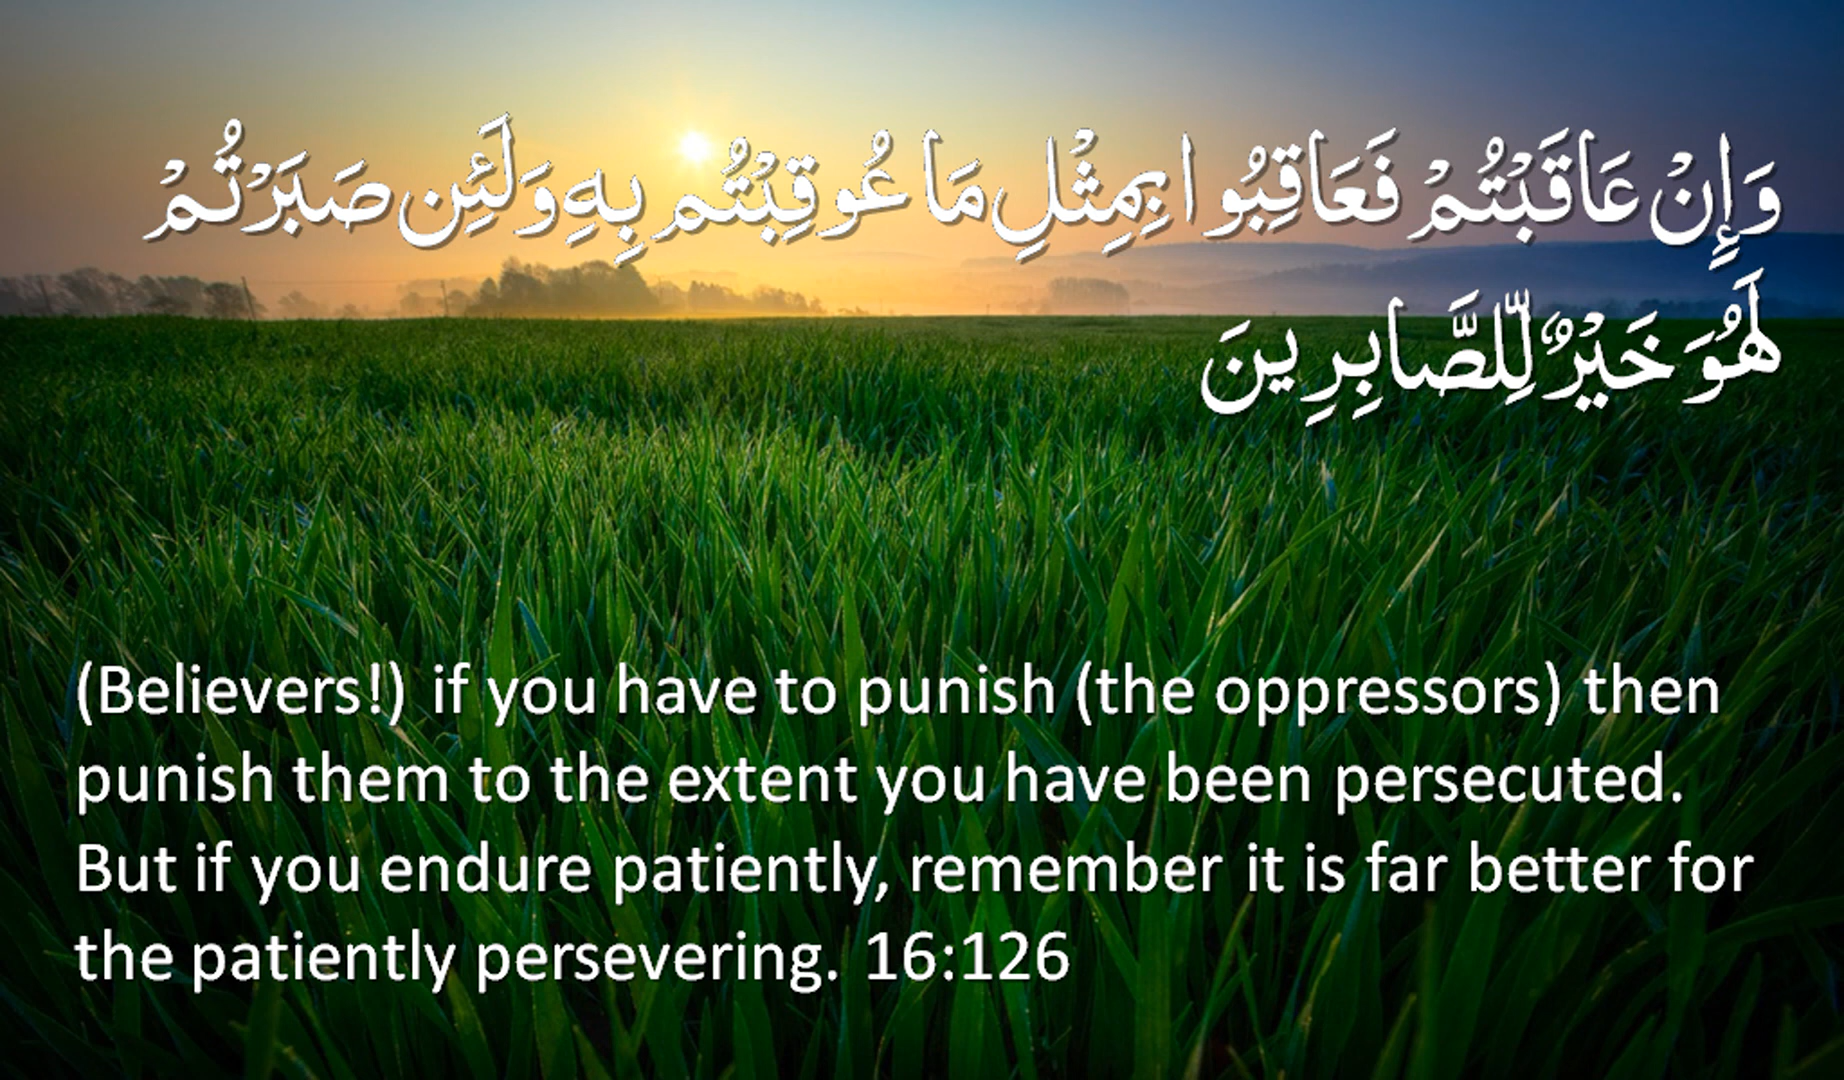 وَإِنْ عَاقَبْتُمْ فَعَاقِبُوا بِمِثْلِ مَا عُوقِبْتُم بِهِ وَلَئِن صَبَرْتُمْ
لَهُوَ خَيْرٌ لِّلصَّابِرِينَ
(Believers!) if you have to punish (the oppressors) then
punish them to the extent you have been persecuted.
But if you endure patiently, remember it is far better for
the patiently persevering. 16:126